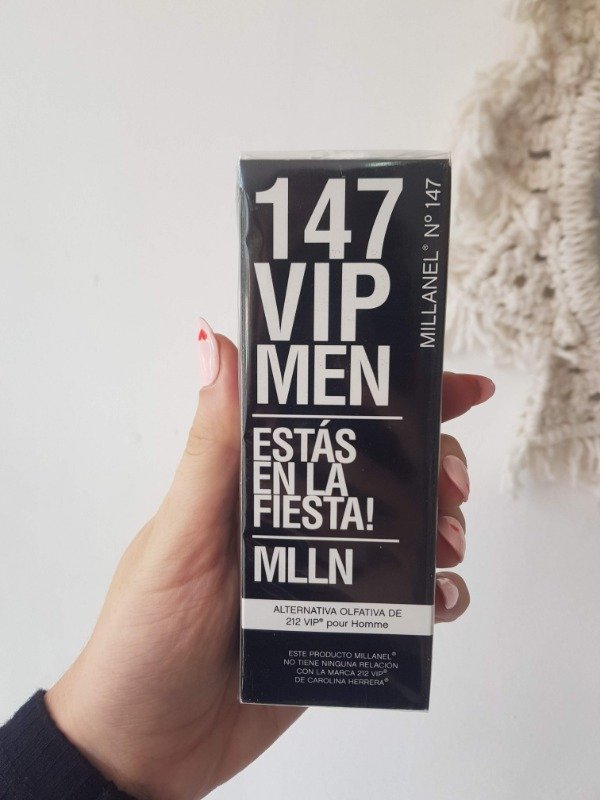 147
VIP
MEN
MILLANEL® Nº 147
ESTÁS
EN LA
FIESTA!
MLLN
ALTERNATIVA OLFATIVA DE
212 VIP® pour Homme
ESTE PRODUCTO MILLANEL®
NO TIENE NINGUNA RELACIÓN
CON LA MARCA 212 VIP®
DE CAROLINA HERRERA®